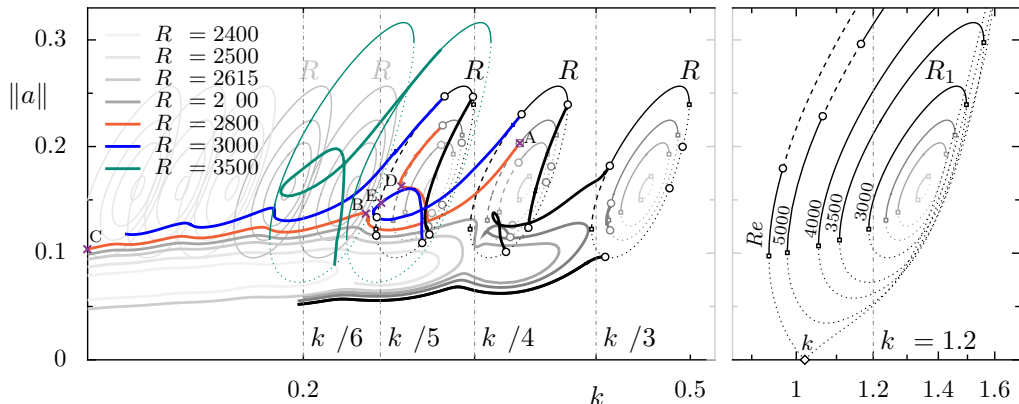 0.3
0.2
0.1
0
||a||
R = 2400
R = 2500
R = 2615
R = 2 00
R = 2800
R = 3000
R = 3500
R
R
R
R
R
A
B
C
D
E
k /6
k /5
k /4
k /3
0.2
k
0.5
R₁
Re
5000
4000
3500
3000
k
k = 1.2
1
1.2
1.4
1.6